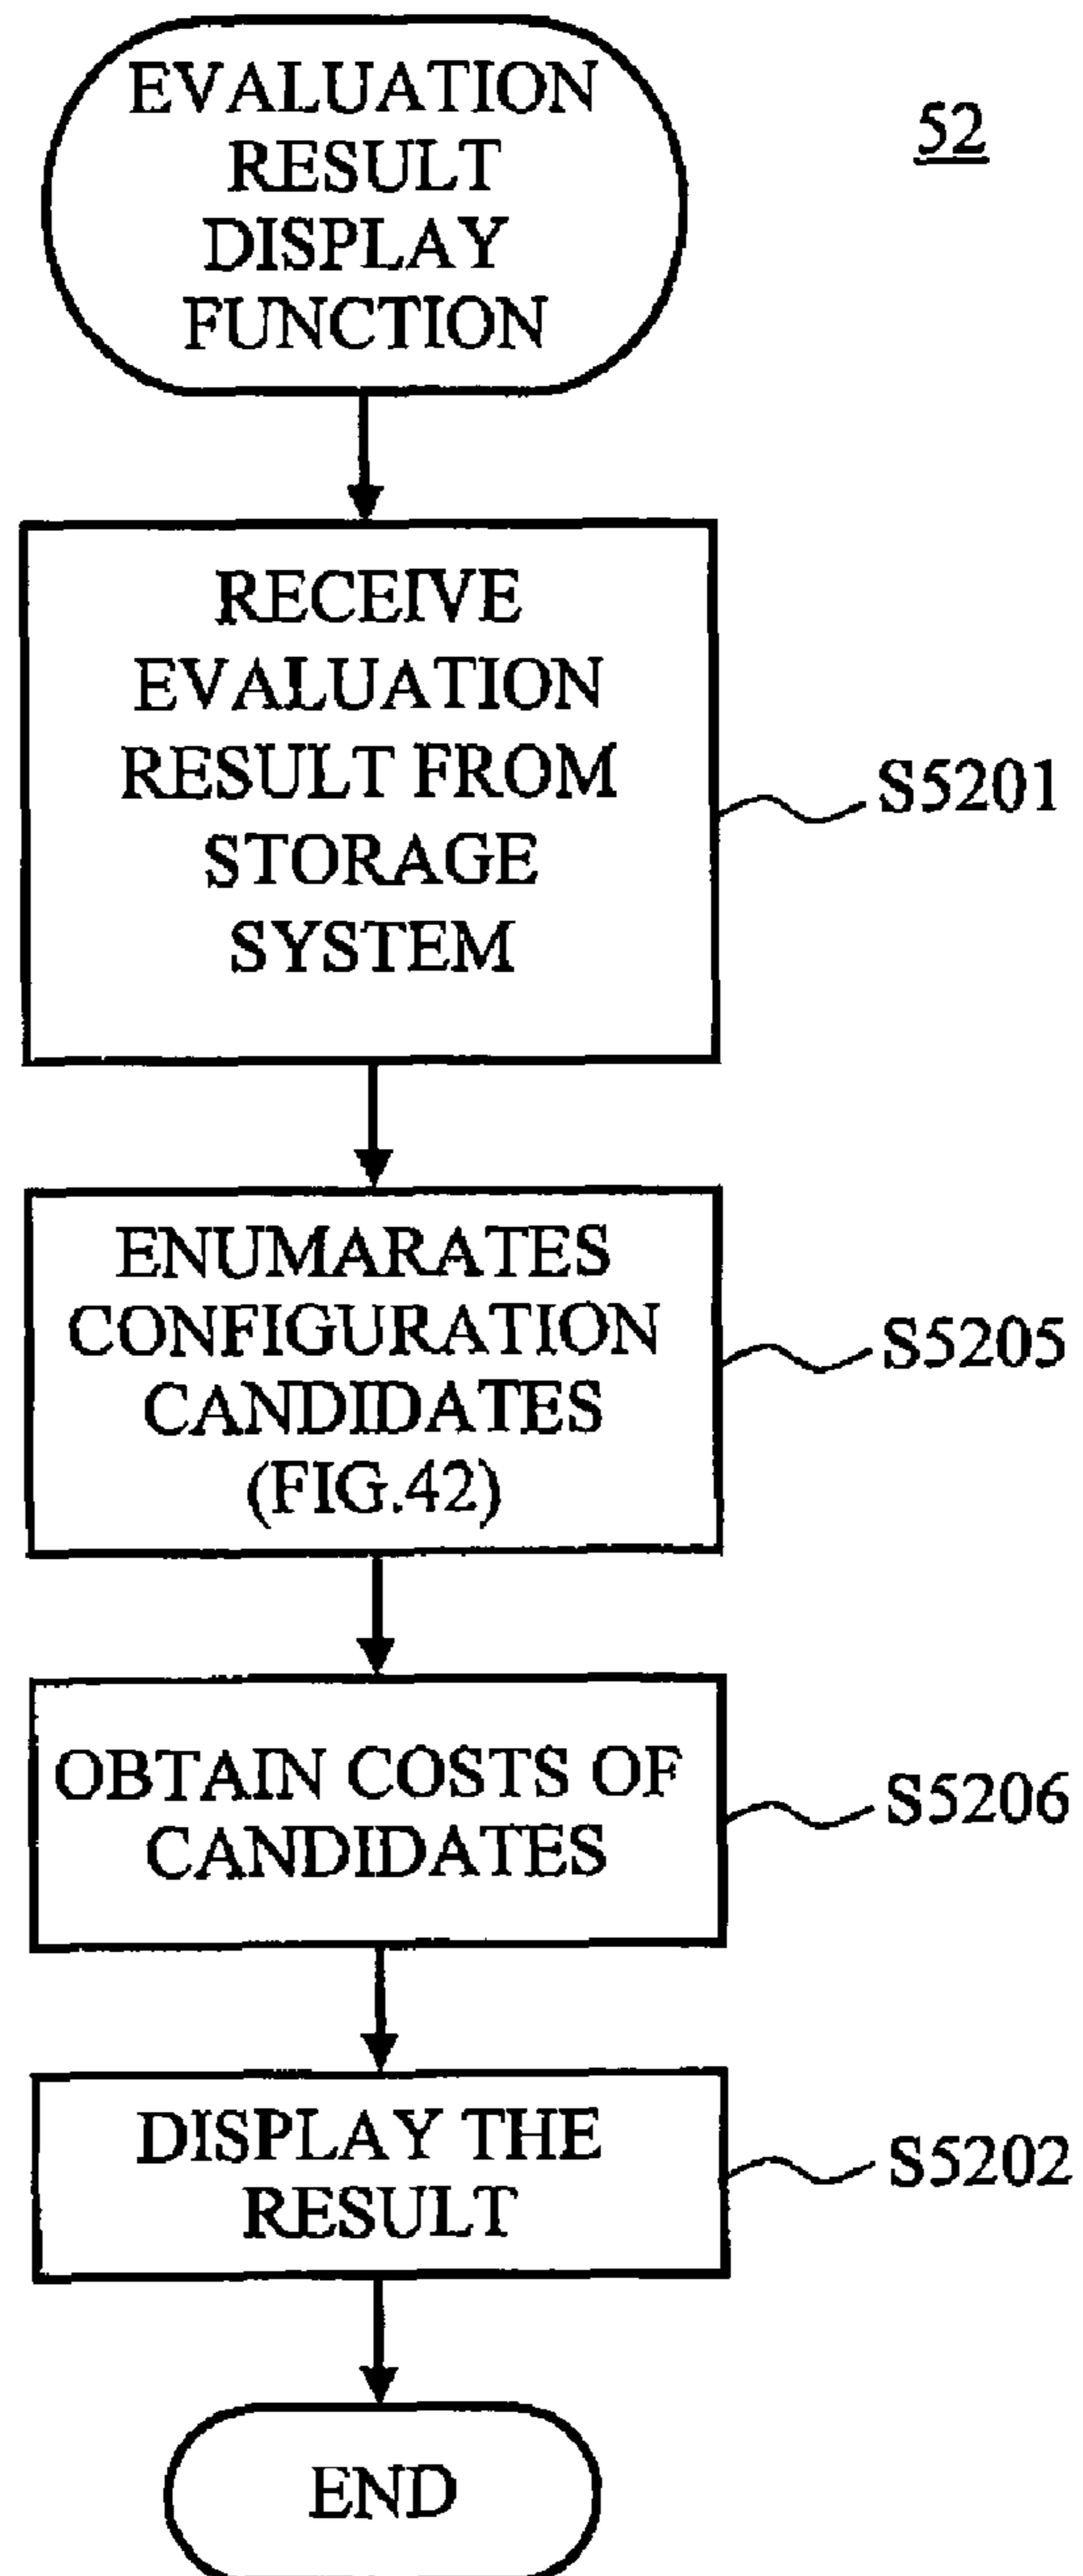 EVALUATION
RESULT
DISPLAY
FUNCTION
52
RECEIVE
EVALUATION
RESULT FROM
STORAGE
SYSTEM
S5201
ENUMARATES
CONFIGURATION
CANDIDATES
(FIG.42)
S5205
OBTAIN COSTS OF
CANDIDATES
S5206
DISPLAY THE
RESULT
S5202
END